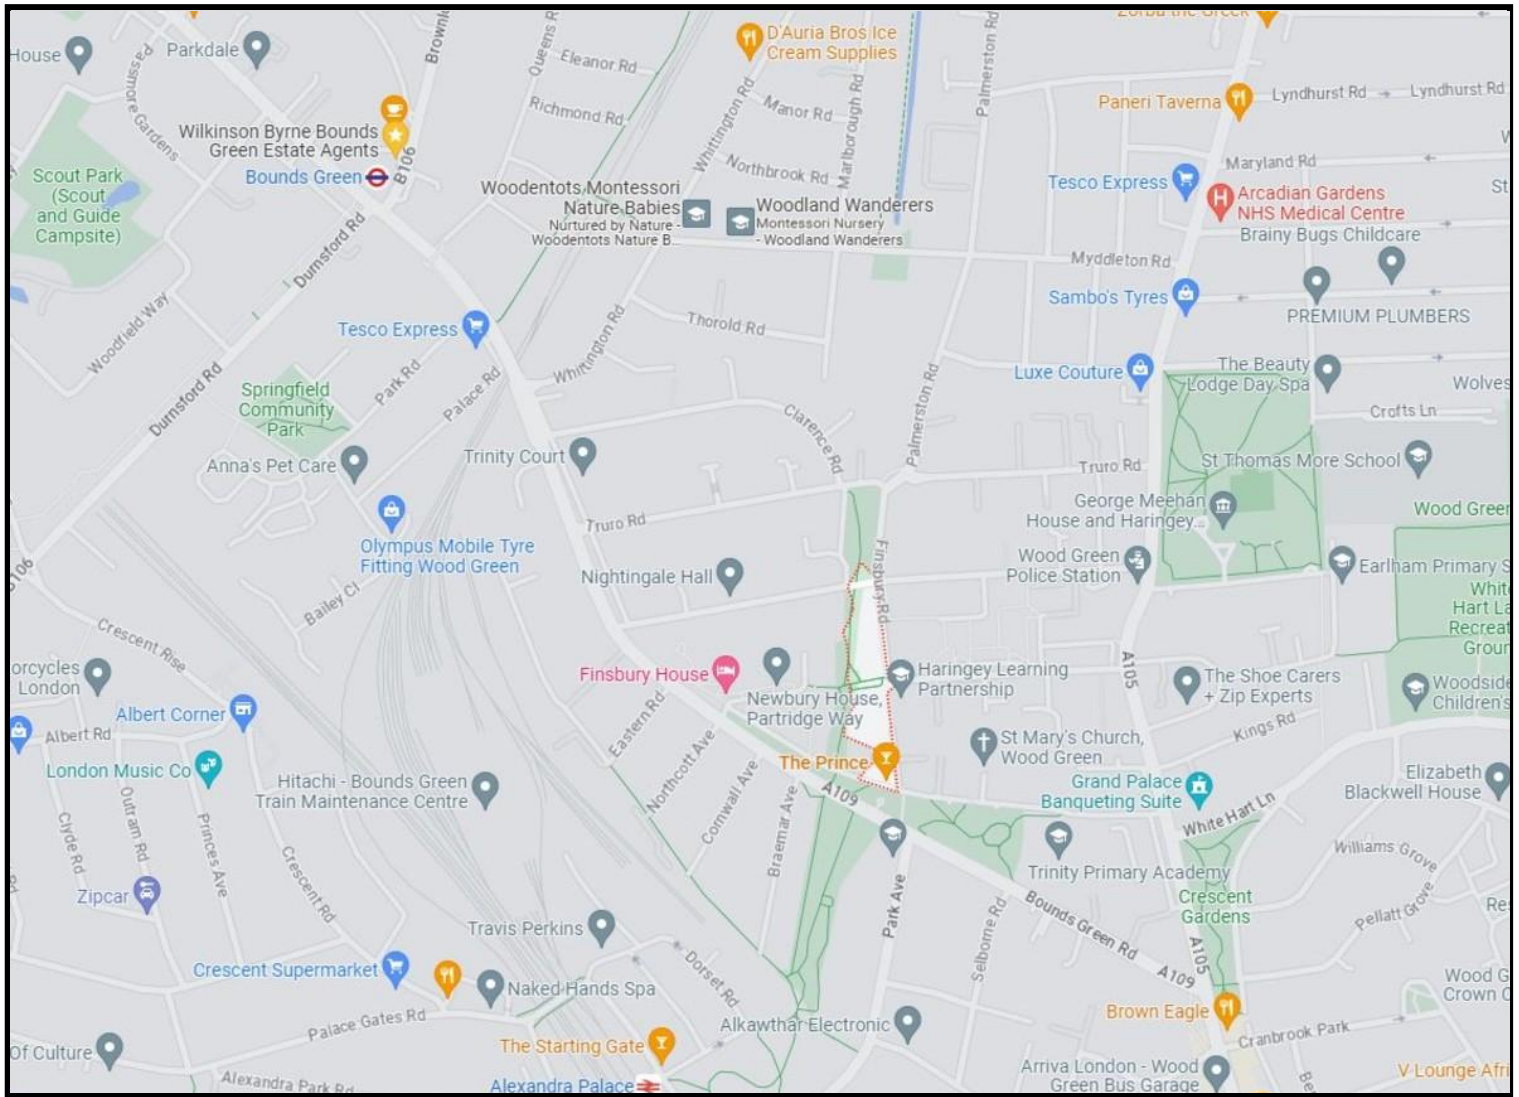 Zorba the Greek
House
Parkdale
Passmore Gardens
Brownl
Queens R
Eleanor Rd
D'Auria Bros Ice
Cream Supplies
Palmerston Rd
Paneri Taverna
Lyndhurst Rd
Lyndhurst Rd
Richmond Rd
Whittington Rd
Manor Rd
Marlborough Rd
Wilkinson Byrne Bounds
Green Estate Agents
Bounds Green
B106
Northbrook Rd
Maryland Rd
Scout Park
(Scout
and Guide
Campsite)
Woodentots Montessori
Nature Babies
Nurtured by Nature -
Woodentots Nature B...
Woodland Wanderers
Montessori Nursery
- Woodland Wanderers
Tesco Express
Arcadian Gardens
NHS Medical Centre
St
Brainy Bugs Childcare
Durnsford Rd
Myddleton Rd
Woodfield Way
Sambo's Tyres
PREMIUM PLUMBERS
Tesco Express
Whittington Rd
Thorold Rd
Luxe Couture
The Beauty
Lodge Day Spa
Wolves
Durnsford Rd
Springfield
Community
Park
Park Rd
Palace Rd
Clarence Rd
Palmerston Rd
Crofts Ln
Anna's Pet Care
Trinity Court
Truro Rd
St Thomas More School
Truro Rd
George Meehan
House and Haringey...
Wood Green
Olympus Mobile Tyre
Fitting Wood Green
Finsbury Rd
Nightingale Hall
Wood Green
Police Station
Earlham Primary S
B106
Bailey Cl
White
Hart La
Recreat
Groun
Crescent Rise
orcycles
London
Finsbury House
Newbury House,
Partridge Way
Haringey Learning
Partnership
A105
The Shoe Carers
+ Zip Experts
Woodside
Children's
Albert Corner
Albert Rd
Eastern Rd
Northcott Ave
Kings Rd
London Music Co
Hitachi - Bounds Green
Train Maintenance Centre
The Prince
St Mary's Church,
Wood Green
Grand Palace
Banqueting Suite
Elizabeth
Blackwell House
A109
White Hart Ln
Clyde Rd
Outram Rd
Princes Ave
Crescent Rd
Cornwall Ave
Braemar Ave
Trinity Primary Academy
Williams Grove
Zipcar
Park Ave
Bounds Green Rd
Crescent
Gardens
Pellatt Grove
Re
Travis Perkins
Selborne Rd
A105
Crescent Supermarket
Naked Hands Spa
Dorset Rd
A109
Wood G
Crown C
Palace Gates Rd
Alkawthar Electronic
Brown Eagle
Cranbrook Park
Of Culture
The Starting Gate
Arriva London - Wood
Green Bus Garage
V Lounge Afri
Alexandra Park Rd
Alexandra Palace
Be